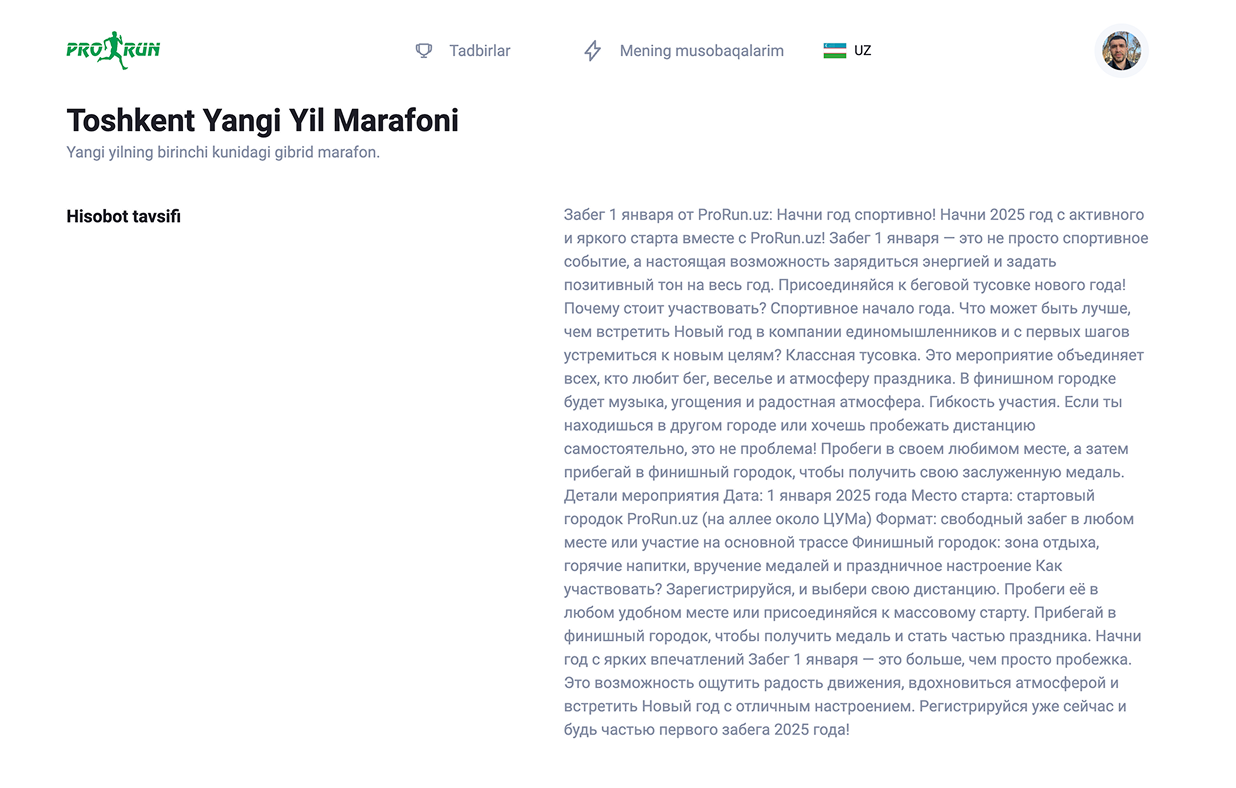 PRO RUN
Tadbirlar
Mening musobaqalarim
UZ
Toshkent Yangi Yil Marafoni
Yangi yilning birinchi kunidagi gibrid marafon.
Hisobot tavsifi
Забег 1 января от ProRun.uz: Начни год спортивно! Начни 2025 год с активного
и яркого старта вместе с ProRun.uz! Забег 1 января — это не просто спортивное
событие, а настоящая возможность зарядиться энергией и задать
позитивный тон на весь год. Присоединяйся к беговой тусовке нового года!
Почему стоит участвовать? Спортивное начало года. Что может быть лучше,
чем встретить Новый год в компании единомышленников и с первых шагов
устремиться к новым целям? Классная тусовка. Это мероприятие объединяет
всех, кто любит бег, веселье и атмосферу праздника. В финишном городке
будет музыка, угощения и радостная атмосфера. Гибкость участия. Если ты
находишься в другом городе или хочешь пробежать дистанцию
самостоятельно, это не проблема! Пробеги в своем любимом месте, а затем
прибегай в финишный городок, чтобы получить свою заслуженную медаль.
Детали мероприятия Дата: 1 января 2025 года Место старта: стартовый
городок ProRun.uz (на аллее около ЦУМа) Формат: свободный забег в любом
месте или участие на основной трассе Финишный городок: зона отдыха,
горячие напитки, вручение медалей и праздничное настроение Как
участвовать? Зарегистрируйся, и выбери свою дистанцию. Пробеги её в
любом удобном месте или присоединяйся к массовому старту. Прибегай в
финишный городок, чтобы получить медаль и стать частью праздника. Начни
год с ярких впечатлений Забег 1 января — это больше, чем просто пробежка.
Это возможность ощутить радость движения, вдохновиться атмосферой и
встретить Новый год с отличным настроением. Регистрируйся уже сейчас и
будь частью первого забега 2025 года!